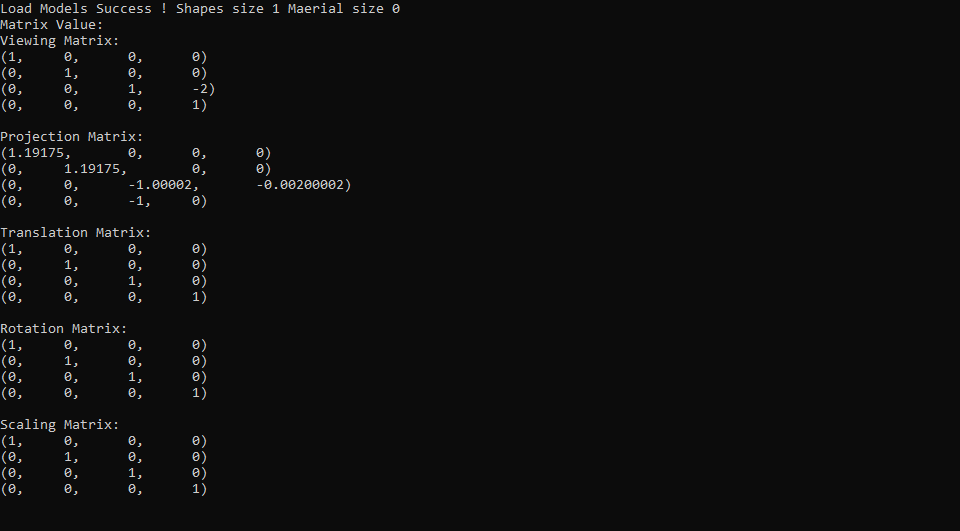 Load Models Success ! Shapes size 1 Maerial size 0
Matrix Value:
Viewing Matrix:
(1,     0,      0,      0)
(0,     1,      0,      0)
(0,     0,      1,      -2)
(0,     0,      0,      1)

Projection Matrix:
(1.19175,       0,      0,      0)
(0,     1.19175,        0,      0)
(0,     0,      -1.00002,       -0.00200002)
(0,     0,      -1,     0)

Translation Matrix:
(1,     0,      0,      0)
(0,     1,      0,      0)
(0,     0,      1,      0)
(0,     0,      0,      1)

Rotation Matrix:
(1,     0,      0,      0)
(0,     1,      0,      0)
(0,     0,      1,      0)
(0,     0,      0,      1)

Scaling Matrix:
(1,     0,      0,      0)
(0,     1,      0,      0)
(0,     0,      1,      0)
(0,     0,      0,      1)